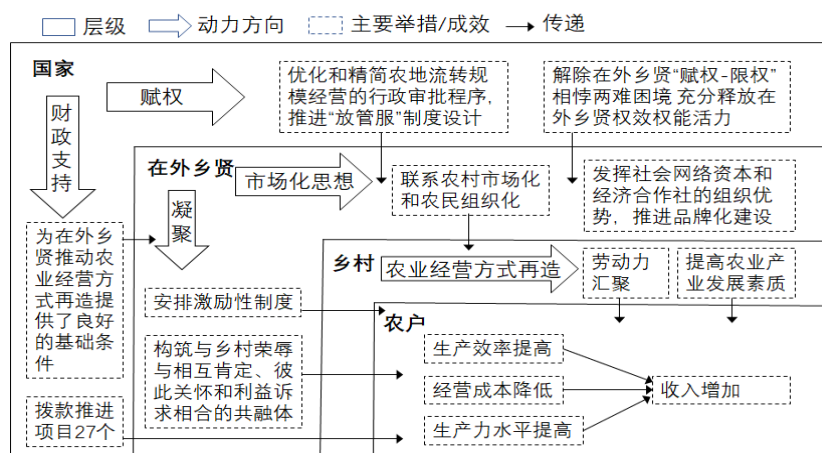 层级
动力方向
主要举措/成效
传递
国家
赋权
优化和精简农地流转规
模经营的行政审批程序，
推进“放管服”制度设计
解除在外乡贤“赋权-限权”
相悖两难困境 充分释放在
外乡贤权效权能活力
财政支持
在外乡贤
市场化思想
联系农村市场化
和农民组织化
发挥社会网络资本和
经济合作社的组织优
势，推进品牌化建设
凝聚
为在外乡
贤推动农
业经营方
式再造提
供了良好
的基础条
件
乡村
农业经营方式再造
劳动力
汇聚
提高农业产
业发展素质
安排激励性制度
农户
构筑与乡村荣辱
与相互肯定、彼
此关怀和利益诉
求相合的共融体
生产效率提高
经营成本降低
收入增加
拨款推进
项目27个
生产力水平提高